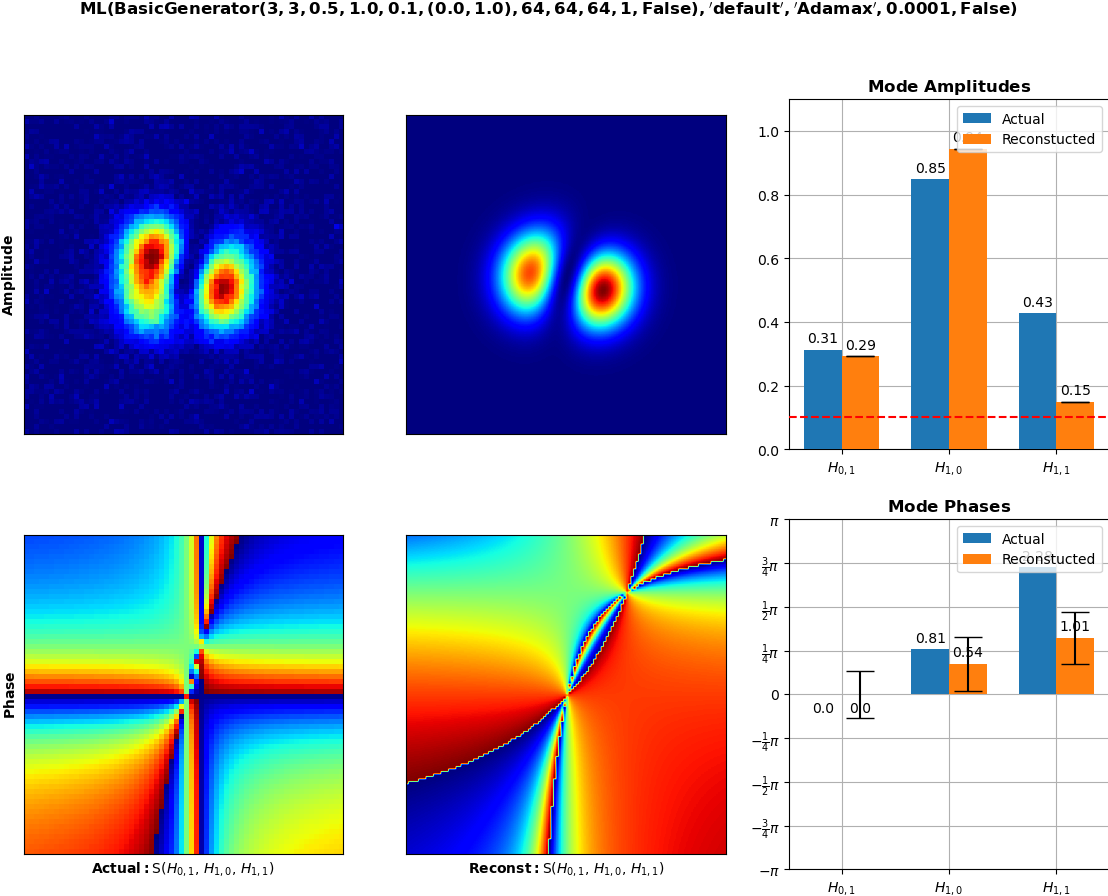 ML(BasicGenerator(3, 3, 0.5, 1.0, 0.1, (0.0, 1.0), 64, 64, 64, 1, False), ′default′, ′Adamax′, 0.0001, False)
Amplitude
Mode Amplitudes
Actual
Reconstucted
1.0
0.8
0.6
0.4
0.2
0.0
0.31
0.29
0.85
0.43
0.15
H0,1
H1,0
H1,1
Phase
Actual: S(H0,1, H1,0, H1,1)
Reconst: S(H0,1, H1,0, H1,1)
Mode Phases
Actual
Reconstucted
π
3/4π
1/2π
1/4π
0
−1/4π
−1/2π
−3/4π
−π
0.0
0.0
0.81
0.54
1.01
H0,1
H1,0
H1,1